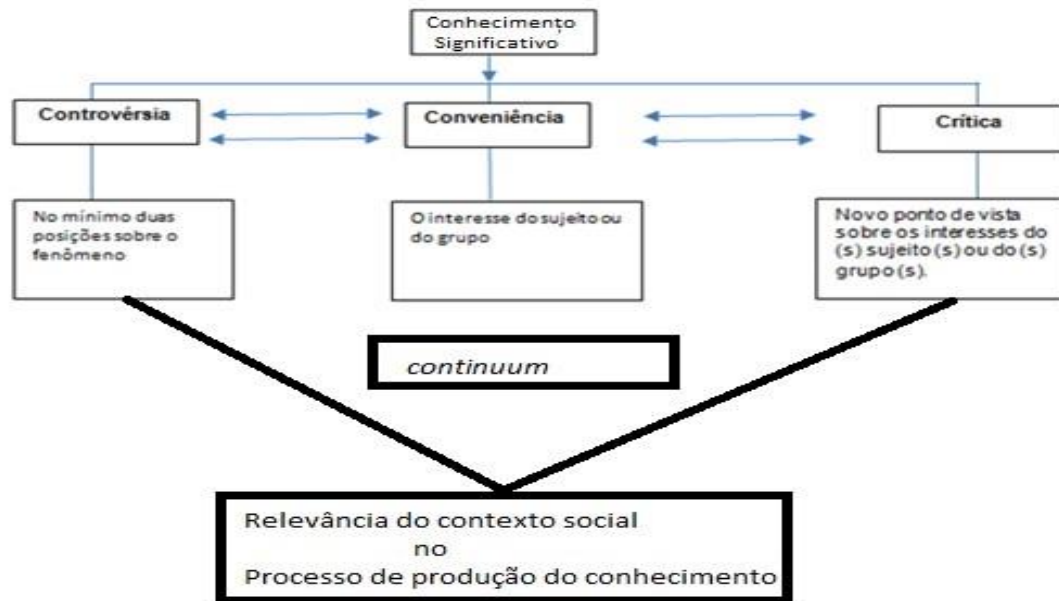 Conhecimento
Significativo
Controvérsia
Conveniência
Crítica
No mínimo duas
posições sobre o
fenômeno
O interesse do sujeito ou
do grupo
Novo ponto de vista
sobre os interesses do
(s) sujeito (s) ou do (s)
grupo (s).
continuum
Relevância do contexto social
no
Processo de produção do conhecimento